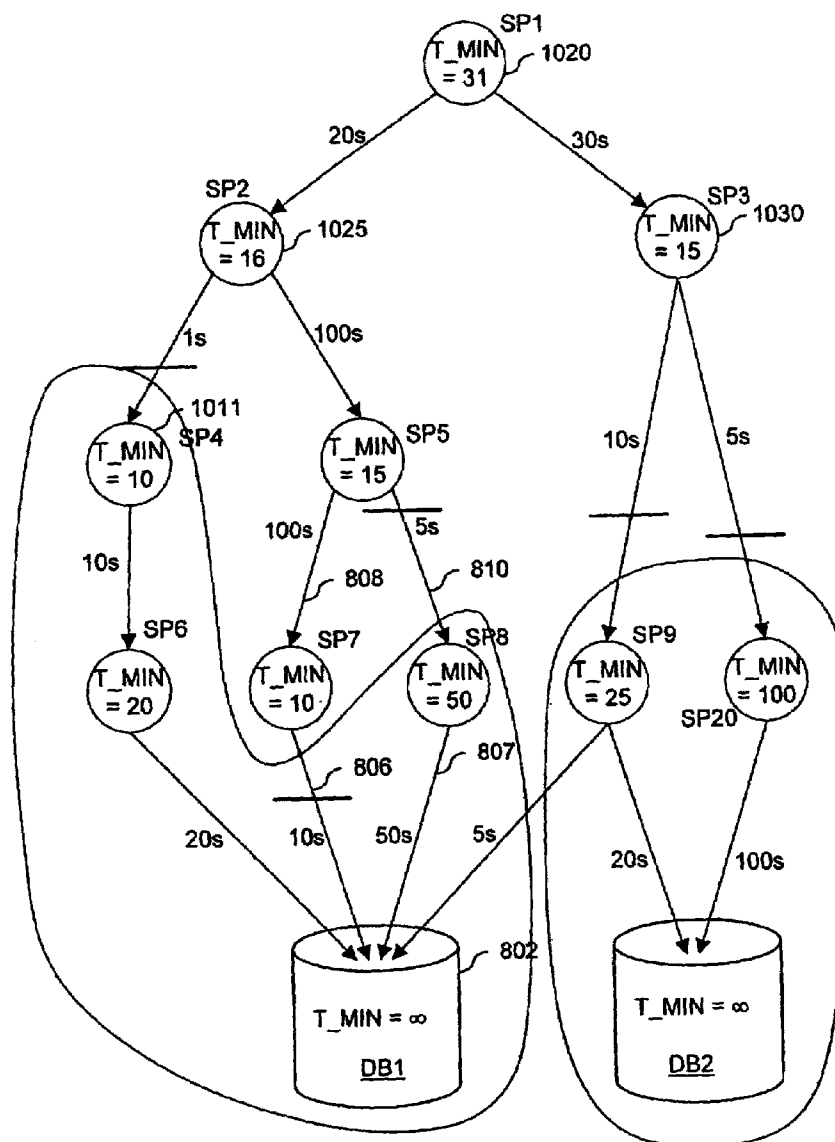 SP1
T_MIN
= 31
1020
20s
30s
SP2
T_MIN
= 16
1025
SP3
T_MIN
= 15
1030
1s
100s
1011
SP4
T_MIN
= 10
SP5
T_MIN
= 15
10s
5s
100s
5s
808
810
10s
SP6
T_MIN
= 20
SP7
T_MIN
= 10
SP8
T_MIN
= 50
SP9
T_MIN
= 25
T_MIN
= 100
SP20
806
807
20s
10s
50s
5s
20s
100s
802
T_MIN = ∞
DB1
T_MIN = ∞
DB2